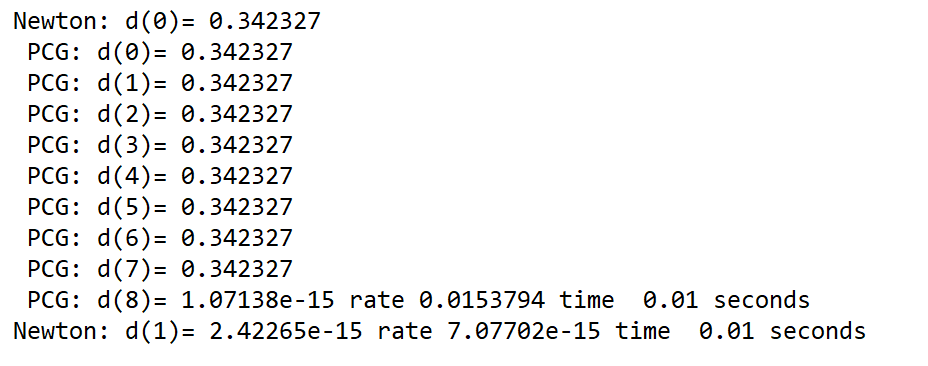 Newton: d(0)= 0.342327
PCG: d(0)= 0.342327
PCG: d(1)= 0.342327
PCG: d(2)= 0.342327
PCG: d(3)= 0.342327
PCG: d(4)= 0.342327
PCG: d(5)= 0.342327
PCG: d(6)= 0.342327
PCG: d(7)= 0.342327
PCG: d(8)= 1.07138e-15 rate 0.0153794 time  0.01 seconds
Newton: d(1)= 2.42265e-15 rate 7.07702e-15 time  0.01 seconds